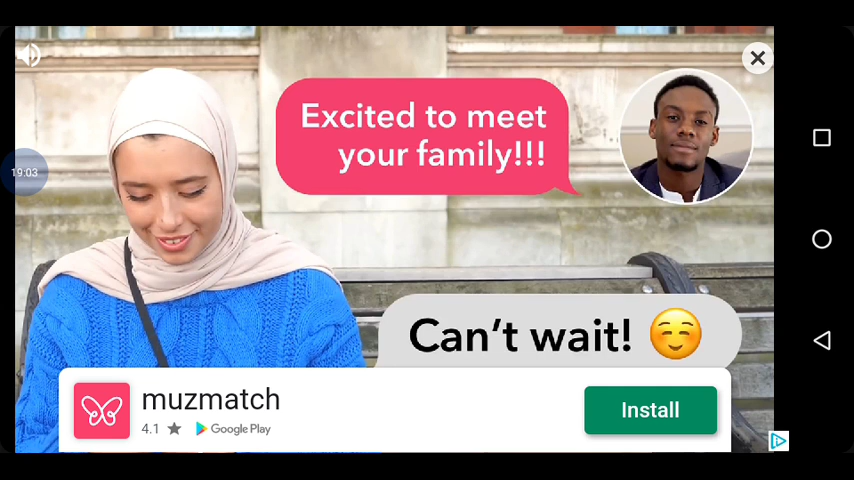 Excited to meet
your family!!!
19:03
Can't wait! ☺️
muzmatch
4.1 ★ Google Play
Install